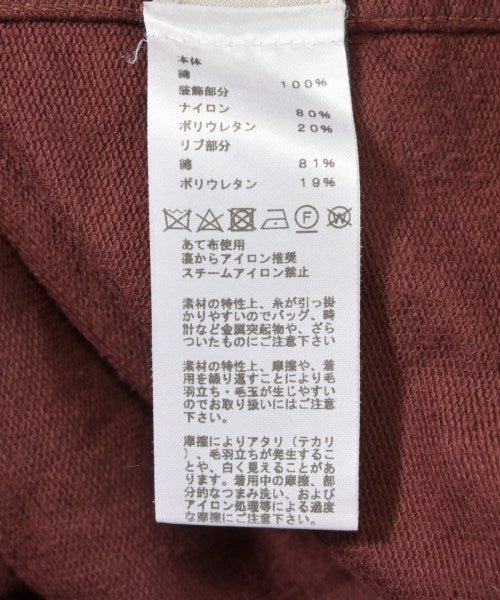 本体
綿 100%
装飾部分
ナイロン 80%
ポリウレタン 20%
リブ部分
綿 81%
ポリウレタン 19%
F W
あて布使用
裏からアイロン推奨
スチームアイロン禁止
素材の特性上、糸が引っ掛
かりやすいのでバッグ、時
計など金属突起物や、ざら
ついたものにご注意下さい
素材の特性上、摩擦や、着
用を繰り返すことにより毛
羽立ち・毛玉が生じやすい
のでお取り扱いにはご注意
下さい。
摩擦によりアタリ(テカリ
)、毛羽立ちが発生するこ
とや、白く見えることがあ
ります。着用中の摩擦、部
分的なつまみ洗い、および
アイロン処理等による過度
な摩擦にご注意下さい。